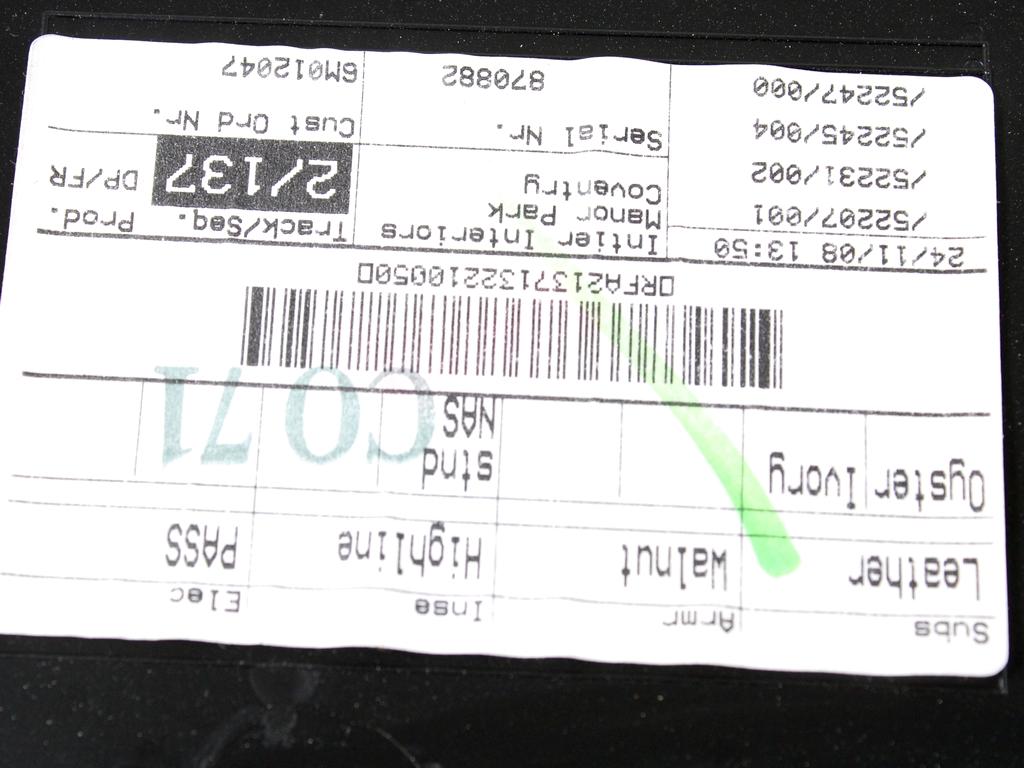 Subs Armr Inse Elec
Leather Walnut Highline PASS
Oyster Ivory stnd
NAS
CO71
DRFA2137132210050D
24/11/08 13:50 Intier Interiors Track/Seq. Prod.
/52207/001 Manor Park 2/137 DP/FR
/52231/002 Coventry
/52245/004 Serial Nr. Cust Ord Nr.
/52247/000 870882 6M012047